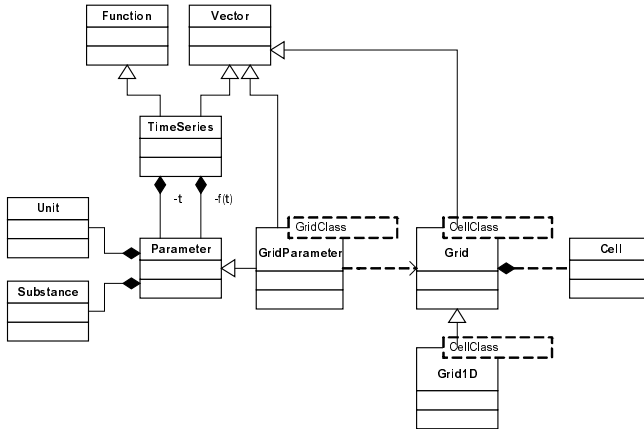 Function
Vector
TimeSeries
-t
-f(t)
Unit
GridClass
CellClass
Parameter
GridParameter
Grid
Cell
Substance
CellClass
Grid1D